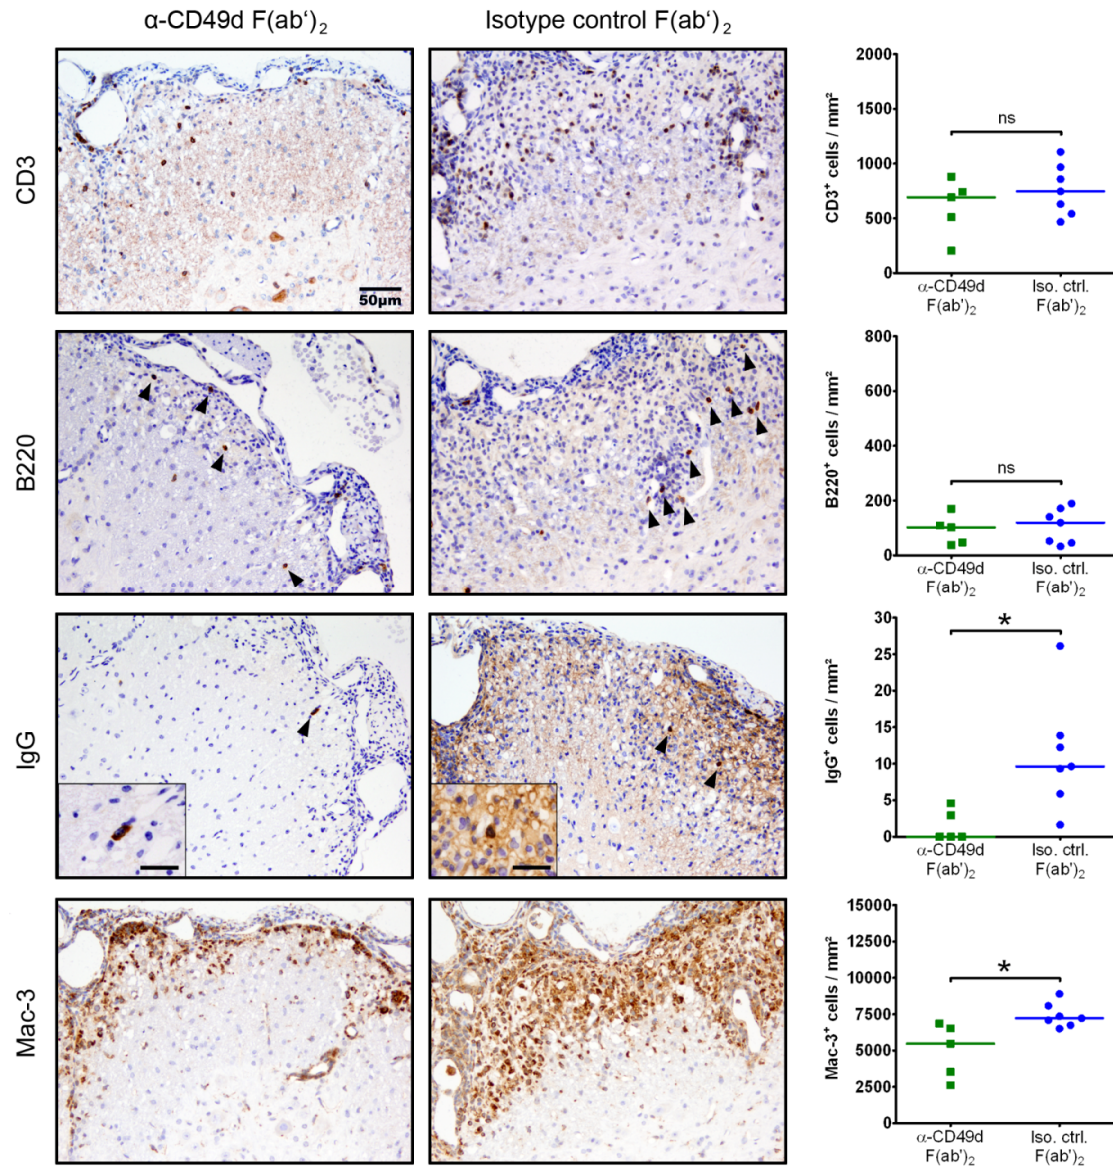 α-CD49d F(ab‘)₂
Isotype control F(ab‘)₂
CD3
50µm
CD3⁺ cells / mm²
2000
1500
1000
500
0
ns
α-CD49d
F(ab')₂
Iso. ctrl.
F(ab')₂
B220
B220⁺ cells / mm²
800
600
400
200
0
ns
α-CD49d
F(ab')₂
Iso. ctrl.
F(ab')₂
IgG
IgG⁺ cells / mm²
30
25
20
15
10
5
0
*
α-CD49d
F(ab')₂
Iso. ctrl.
F(ab')₂
Mac-3
Mac-3⁺ cells / mm²
15000
12500
10000
7500
5000
2500
0
*
α-CD49d
F(ab')₂
Iso. ctrl.
F(ab')₂